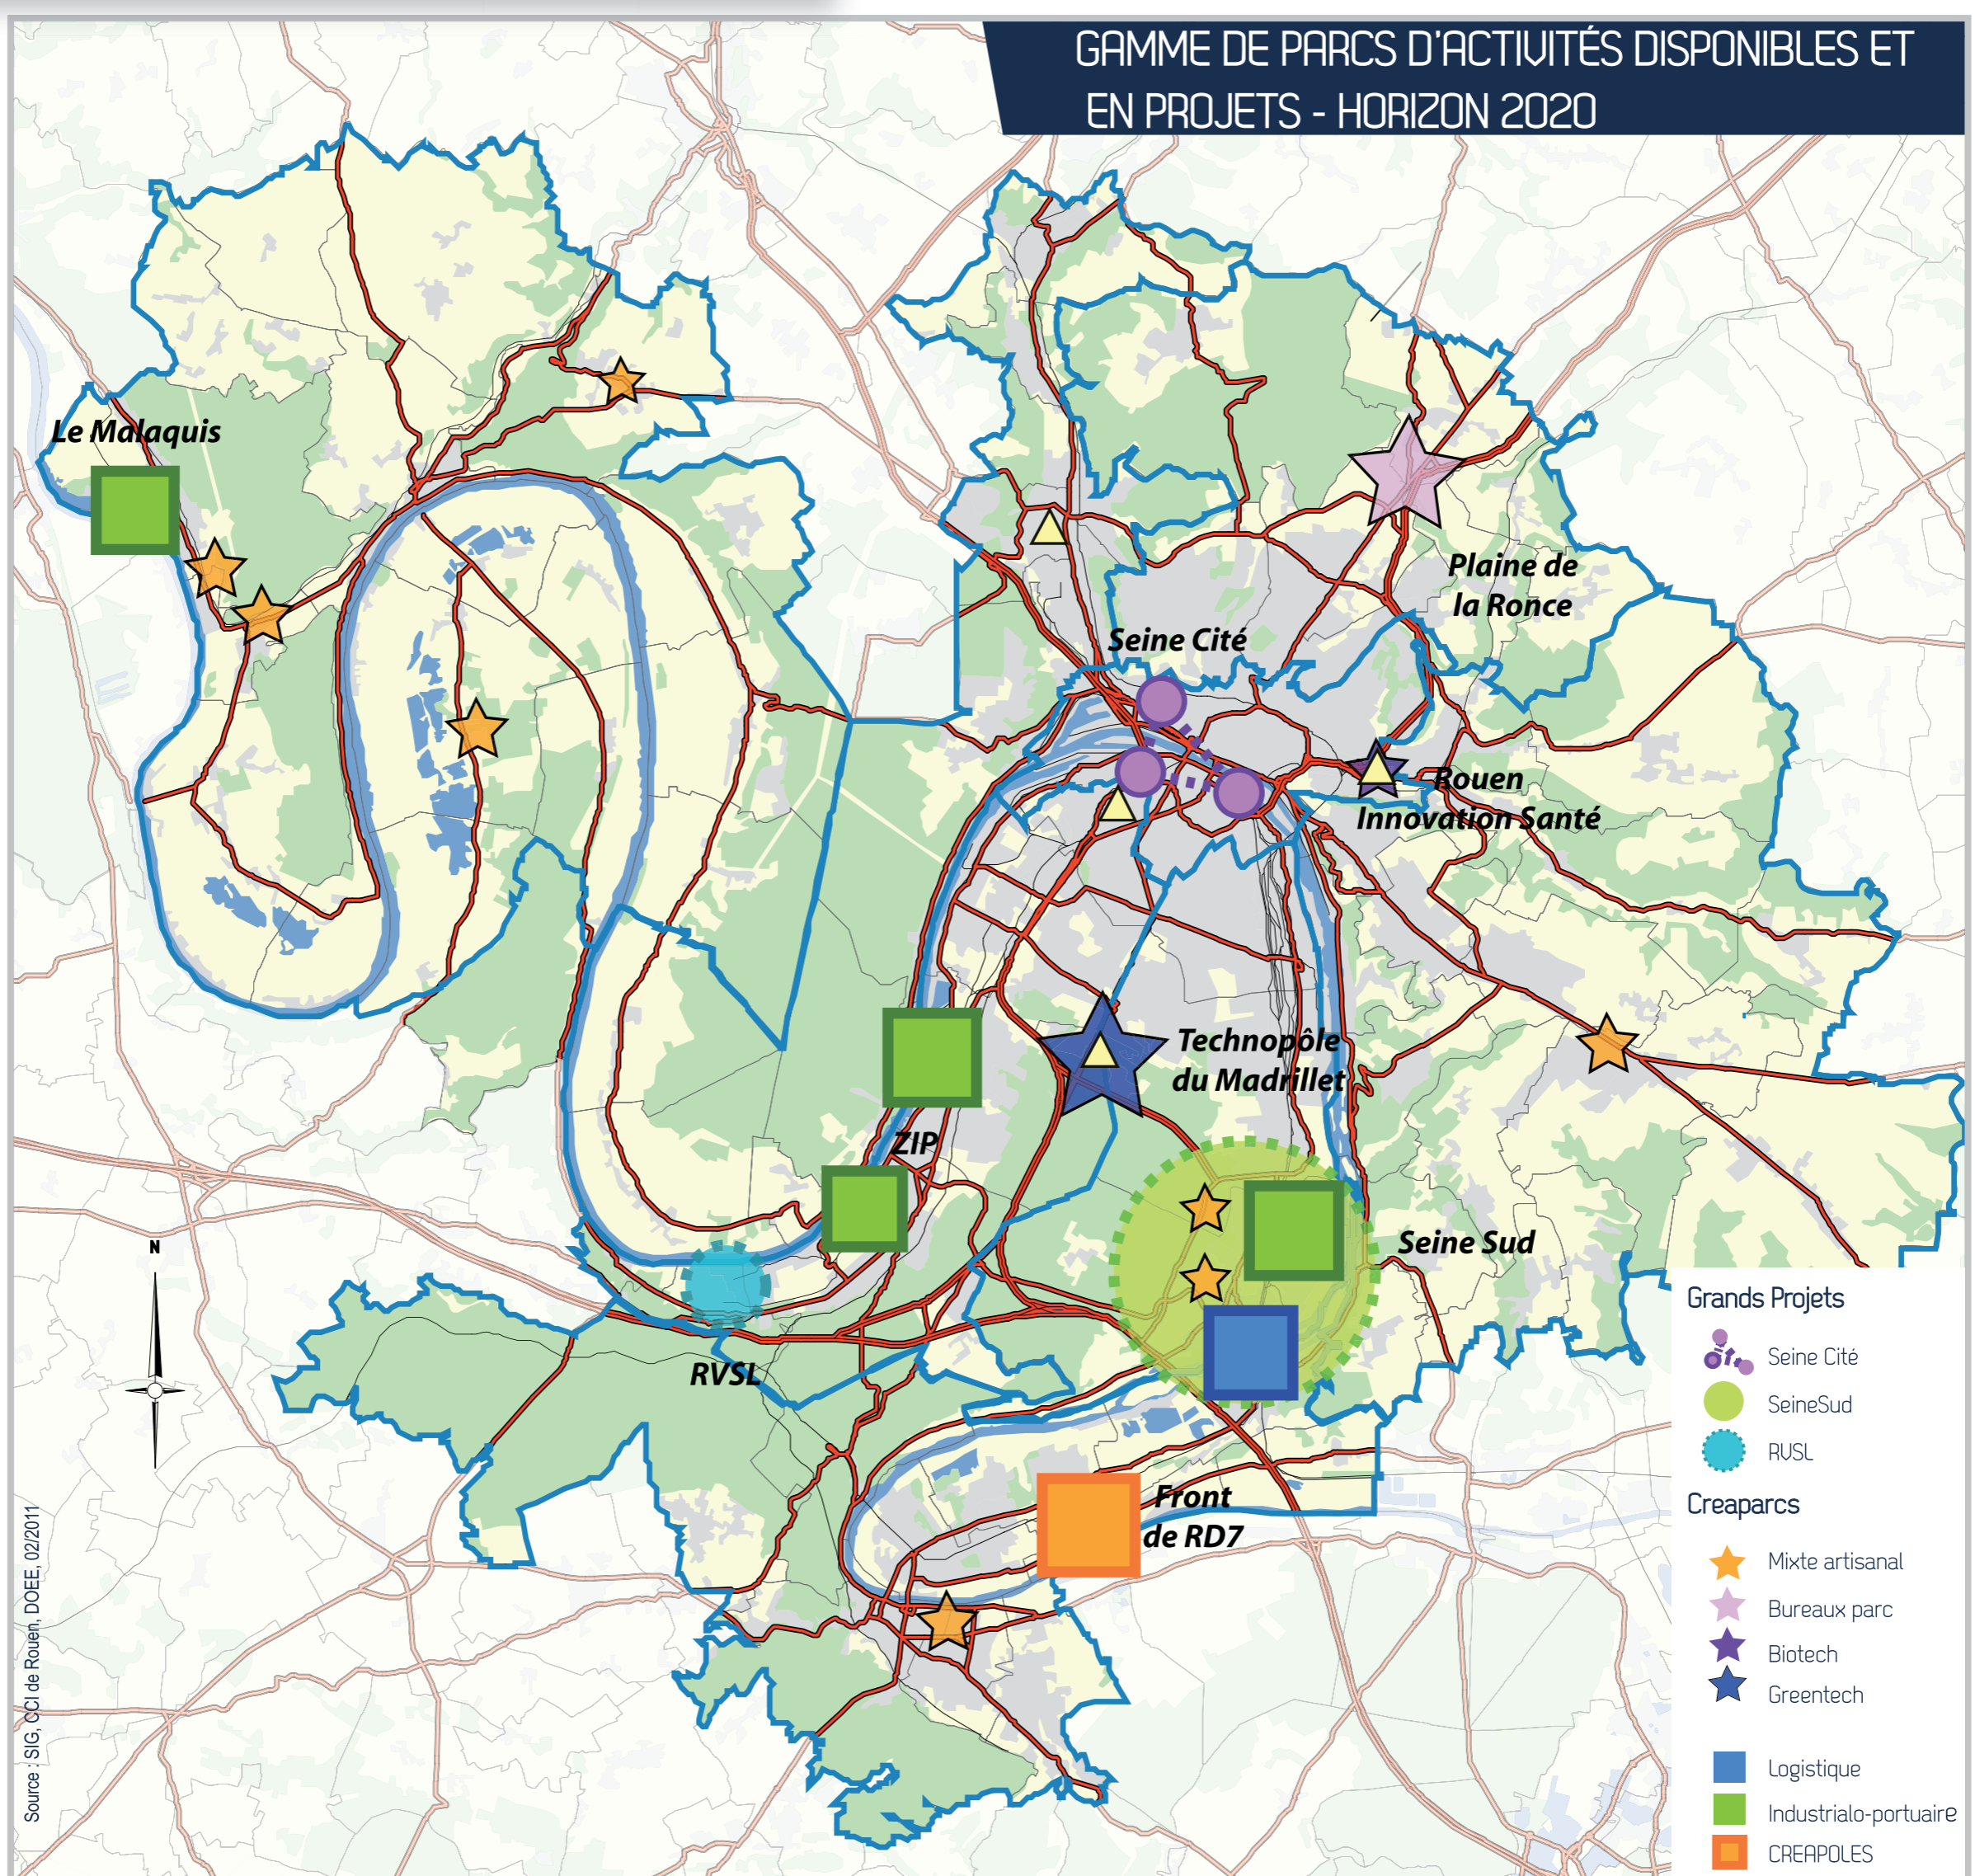 GAMME DE PARCS D'ACTIVITÉS DISPONIBLES ET
EN PROJETS - HORIZON 2020
Le Malaquis
Plaine de
la Ronce
Seine Cité
Rouen
Innovation Santé
Technopôle
du Madrillet
ZIP
Seine Sud
N
RVSL
Front
de RD7
Grands Projets
Seine Cité
SeineSud
RVSL
Creaparcs
Mixte artisanal
Bureaux parc
Biotech
Greentech
Logistique
Industrialo-portuaire
CREAPOLES
Source : SIG, CCI de Rouen, DOEE, 02/2011